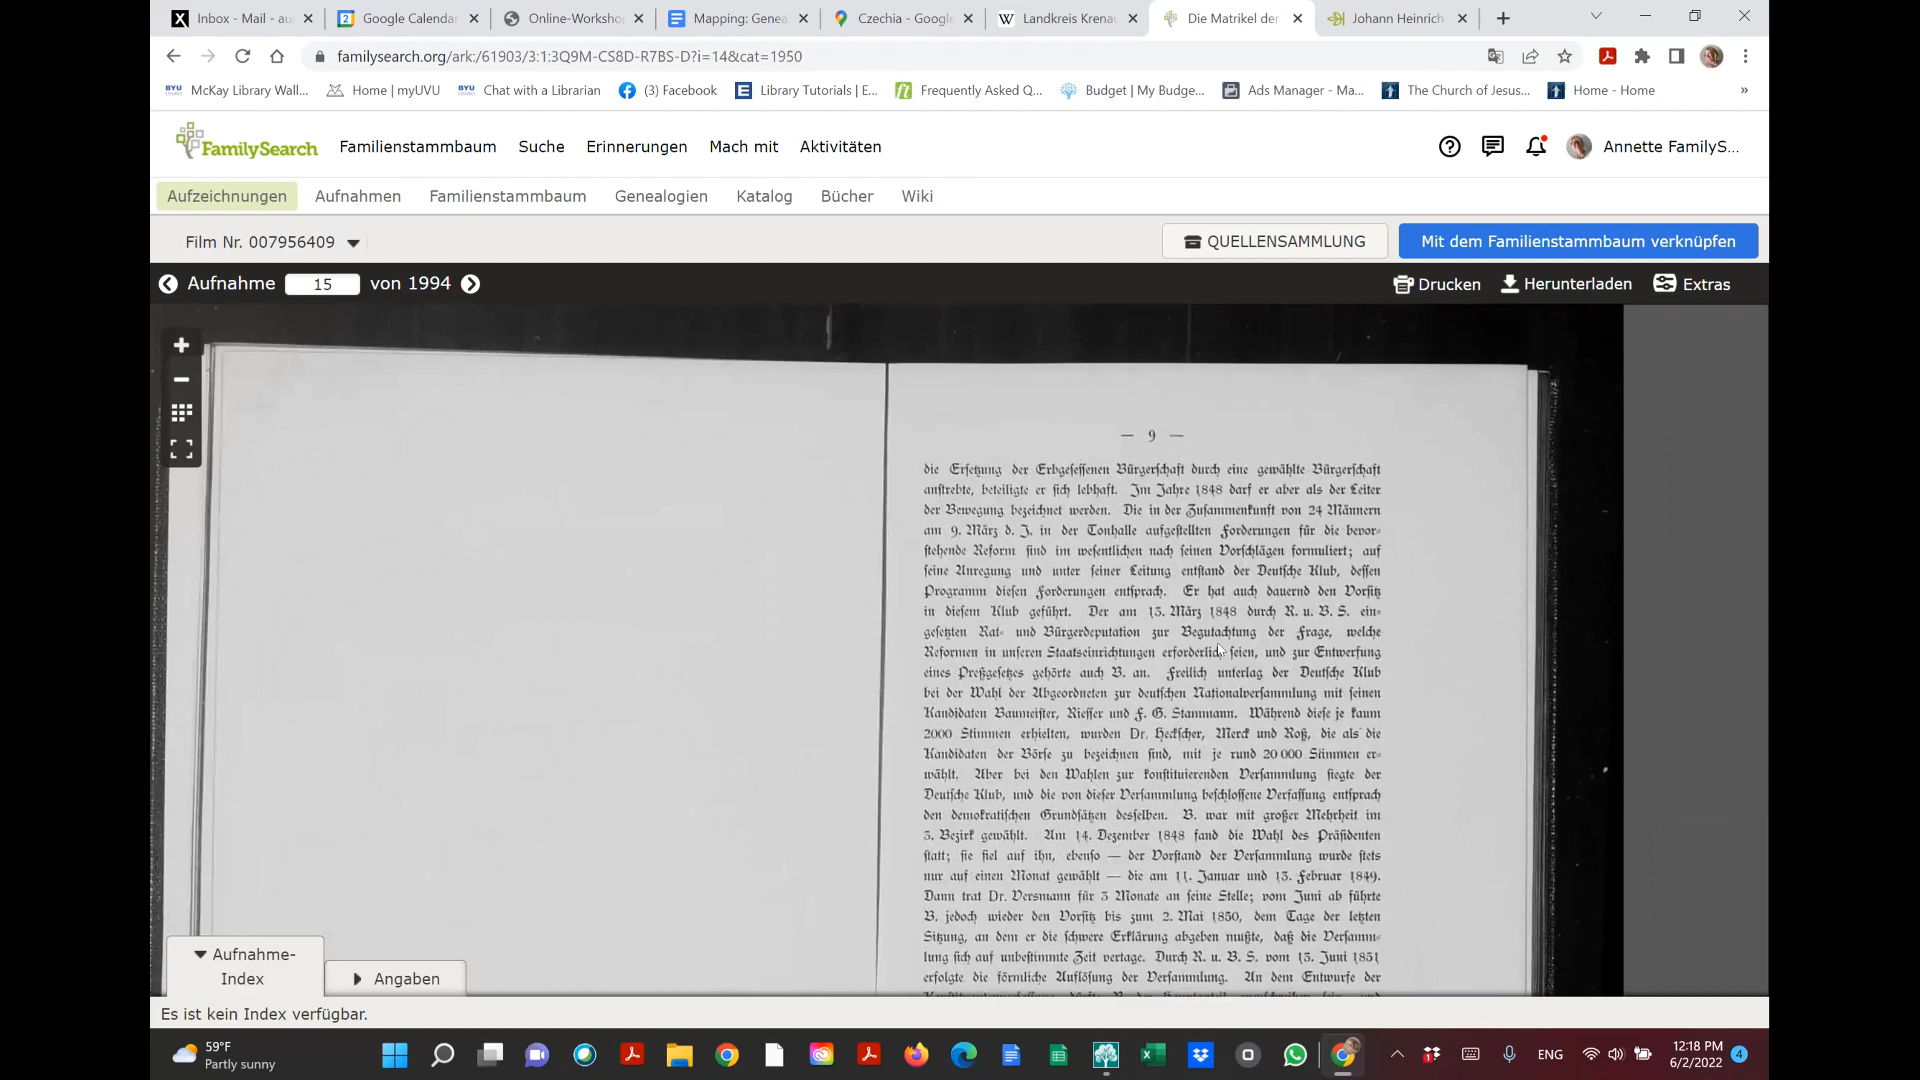 Inbox - Mail - au
Google Calendar
Online-Workshop
Mapping: Genea
Czechia - Google
Landkreis Krenau
Die Matrikel der
Johann Heinrich
familysearch.org/ark:/61903/3:1:3Q9M-CS8D-R7BS-D?i=14&cat=1950
McKay Library Wall...
Home | myUVU
Chat with a Librarian
(3) Facebook
Library Tutorials | E...
Frequently Asked Q...
Budget | My Budge...
Ads Manager - Ma...
The Church of Jesus...
Home - Home
»
FamilySearch
Familienstammbaum
Suche
Erinnerungen
Mach mit
Aktivitäten
Annette FamilyS...
Aufzeichnungen
Aufnahmen
Familienstammbaum
Genealogien
Katalog
Bücher
Wiki
Film Nr. 007956409
QUELLENSAMMLUNG
Mit dem Familienstammbaum verknüpfen
Aufnahme 15 von 1994
Drucken
Herunterladen
Extras
— 9 —
die Ersetzung der Erbgesessenen Bürgerschaft durch eine gewählte Bürgerschaft
anstrebte, beteiligte er sich lebhaft. Im Jahre 1848 darf er aber als der Leiter
der Bewegung bezeichnet werden. Die in der Zusammenkunft von 24 Männern
am 9. März d. J. in der Tonhalle aufgestellten Forderungen für die bevor-
stehende Reform sind im wesentlichen nach seinen Vorschlägen formuliert; auf
seine Anregung und unter seiner Leitung entstand der Deutsche Klub, dessen
Programm diesen Forderungen entsprach. Er hat auch dauernd den Vorsitz
in diesem Klub geführt. Der am 13. März 1848 durch R. u. B. S. ein-
gesetzten Rat- und Bürgerdeputation zur Begutachtung der Frage, welche
Reformen in unseren Staatseinrichtungen erforderlich seien, und zur Entwerfung
eines Preßgesetzes gehörte auch B. an. Freilich unterlag der Deutsche Klub
bei der Wahl der Abgeordneten zur deutschen Nationalversammlung mit seinen
Kandidaten Baumeister, Riesser und F. G. Stammann. Während diese je kaum
2000 Stimmen erhielten, wurden Dr. Heckscher, Merck und Roß, die als die
Kandidaten der Börse zu bezeichnen sind, mit je rund 20 000 Stimmen er-
wählt. Aber bei den Wahlen zur konstituierenden Versammlung siegte der
Deutsche Klub, und die von dieser Versammlung beschlossene Verfassung entsprach
den demokratischen Grundsätzen desselben. B. war mit großer Mehrheit im
3. Bezirk gewählt. Am 14. Dezember 1848 fand die Wahl des Präsidenten
statt; sie fiel auf ihn, ebenso — der Vorstand der Versammlung wurde stets
nur auf einen Monat gewählt — die am 11. Januar und 13. Februar 1849.
Dann trat Dr. Versmann für 3 Monate an seine Stelle; vom Juni ab führte
B. jedoch wieder den Vorsitz bis zum 2. Mai 1850, dem Tage der letzten
Sitzung, an dem er die schwere Erklärung abgeben mußte, daß die Versamm-
lung sich auf unbestimmte Zeit vertage. Durch R. u. B. S. vom 13. Juni 1851
erfolgte die förmliche Auflösung der Versammlung. An dem Entwurfe der
Aufnahme-
Index
Angaben
Es ist kein Index verfügbar.
59°F
Partly sunny
ENG
12:18 PM
6/2/2022
4